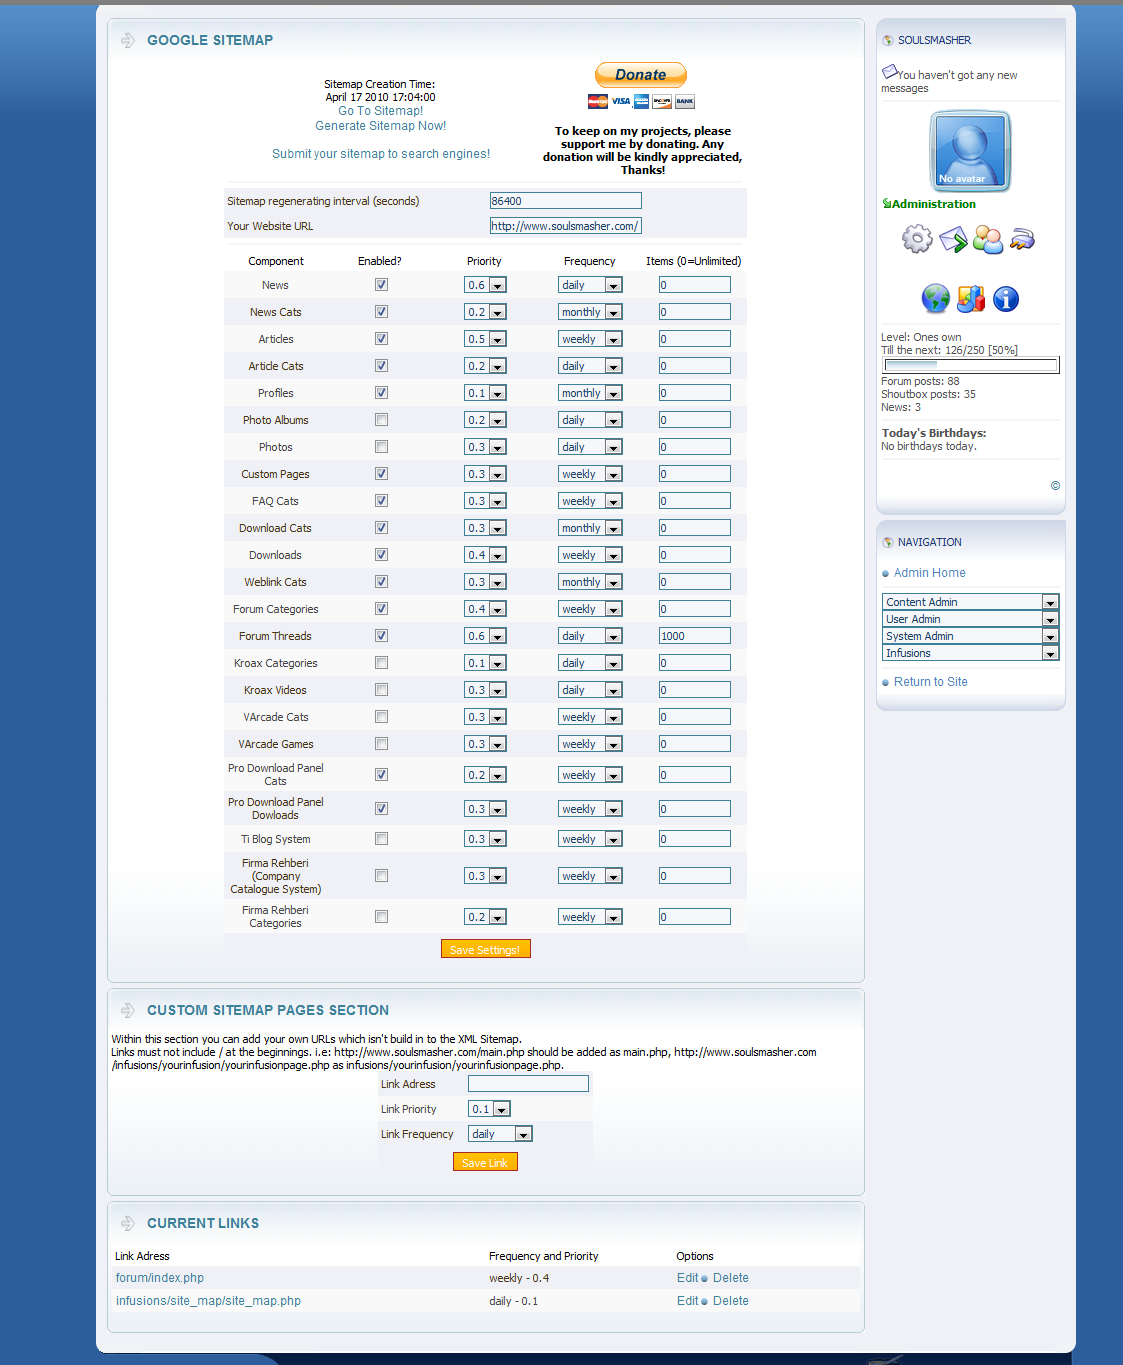 GOOGLE SITEMAP
Sitemap Creation Time:
April 17 2010 17:04:00
Go To Sitemap!
Generate Sitemap Now!
Submit your sitemap to search engines!
Donate
MasterCard VISA DISCOVER BANK
To keep on my projects, please
support me by donating. Any
donation will be kindly appreciated,
Thanks!
Sitemap regenerating interval (seconds) 86400
Your Website URL http://www.soulsmasher.com/
Component Enabled? Priority Frequency Items (0=Unlimited)
News 0.6 daily 0
News Cats 0.2 monthly 0
Articles 0.5 weekly 0
Article Cats 0.2 daily 0
Profiles 0.1 monthly 0
Photo Albums 0.2 daily 0
Photos 0.3 daily 0
Custom Pages 0.3 weekly 0
FAQ Cats 0.3 weekly 0
Download Cats 0.3 monthly 0
Downloads 0.4 weekly 0
Weblink Cats 0.3 monthly 0
Forum Categories 0.4 weekly 0
Forum Threads 0.6 daily 1000
Kroax Categories 0.1 daily 0
Kroax Videos 0.3 daily 0
VArcade Cats 0.3 weekly 0
VArcade Games 0.3 weekly 0
Pro Download Panel
Cats 0.2 weekly 0
Pro Download Panel
Dowloads 0.3 weekly 0
Ti Blog System 0.3 weekly 0
Firma Rehberi
(Company
Catalogue System) 0.3 weekly 0
Firma Rehberi
Categories 0.2 weekly 0
Save Settings!
CUSTOM SITEMAP PAGES SECTION
Within this section you can add your own URLs which isn't build in to the XML Sitemap.
Links must not include / at the beginnings. i.e: http://www.soulsmasher.com/main.php should be added as main.php, http://www.soulsmasher.com
/infusions/yourinfusion/yourinfusionpage.php as infusions/yourinfusion/yourinfusionpage.php.
Link Adress
Link Priority 0.1
Link Frequency daily
Save Link
CURRENT LINKS
Link Adress Frequency and Priority Options
forum/index.php weekly - 0.4 Edit Delete
infusions/site_map/site_map.php daily - 0.1 Edit Delete
SOULSMASHER
You haven't got any new
messages
No avatar
Administration
Level: Ones own
Till the next: 126/250 [50%]
Forum posts: 88
Shoutbox posts: 35
News: 3
Today's Birthdays:
No birthdays today.
©
NAVIGATION
Admin Home
Content Admin
User Admin
System Admin
Infusions
Return to Site